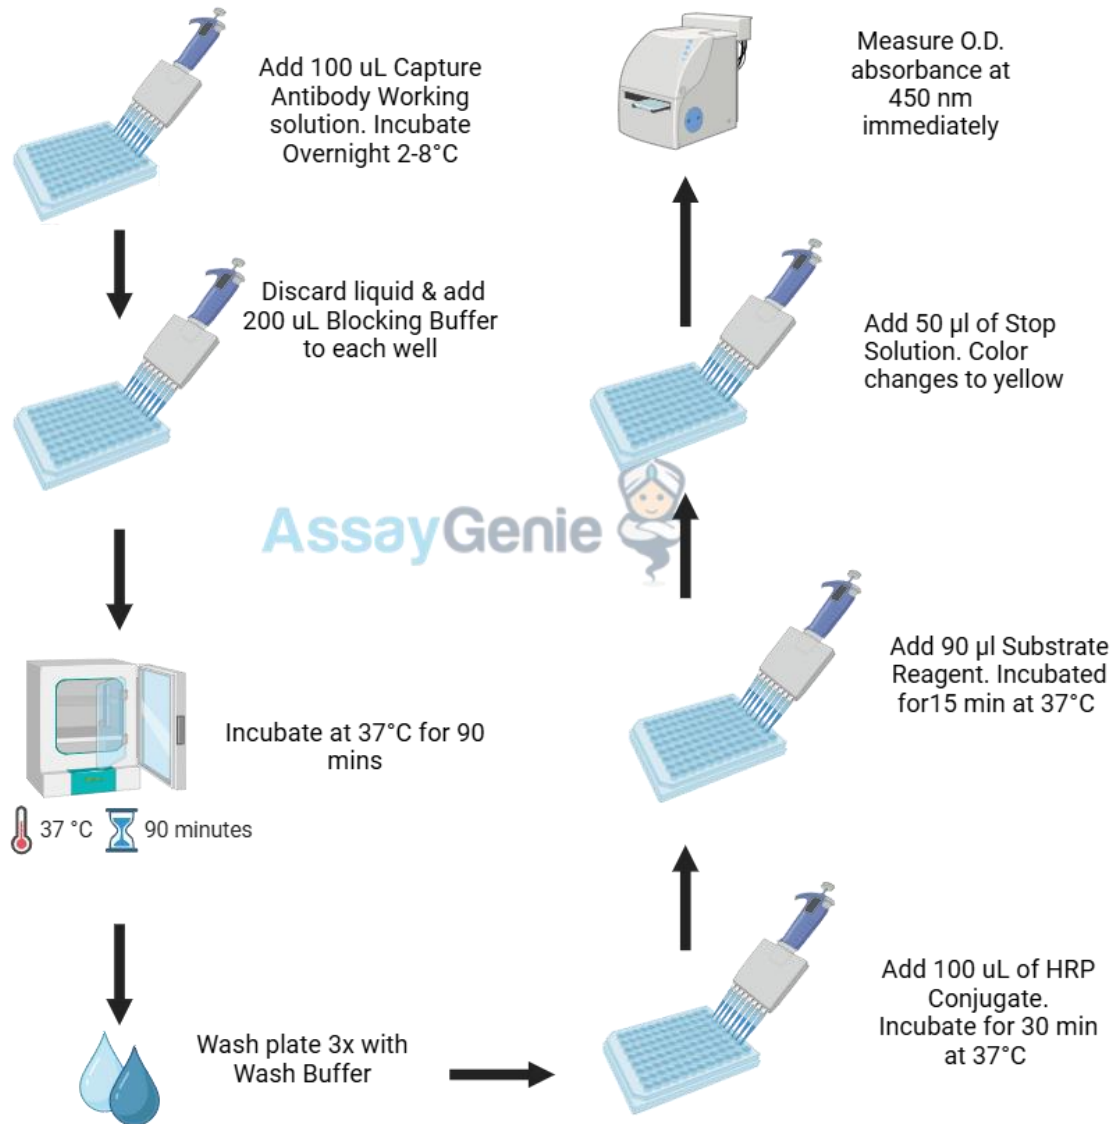 Add 100 uL Capture
Antibody Working
solution. Incubate
Overnight 2-8°C
Discard liquid & add
200 uL Blocking Buffer
to each well
AssayGenie
Incubate at 37°C for 90
mins
37 °C 90 minutes
Wash plate 3x with
Wash Buffer
Add 100 uL of HRP
Conjugate.
Incubate for 30 min
at 37°C
Add 90 µl Substrate
Reagent. Incubated
for15 min at 37°C
Add 50 µl of Stop
Solution. Color
changes to yellow
Measure O.D.
absorbance at
450 nm
immediately